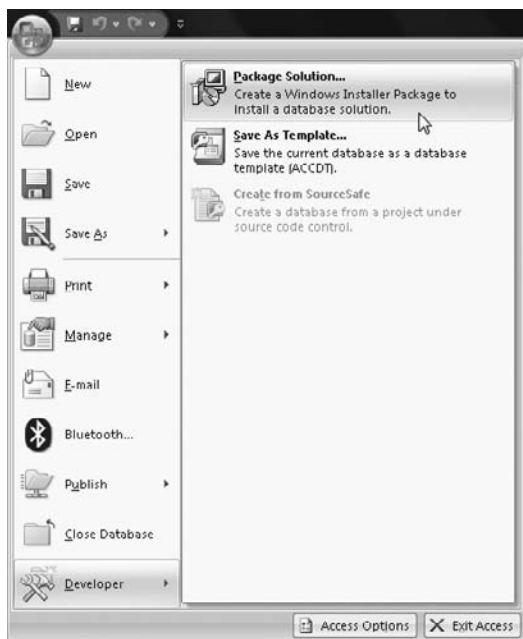 New
Open
Save
Save As
Print
Manage
E-mail
Bluetooth...
Publish
Close Database
Developer
Package Solution...
Create a Windows Installer Package to
install a database solution.
Save As Template...
Save the current database as a database
template (ACCDT).
Create from SourceSafe
Create a database from a project under
source code control.
Access Options
Exit Access